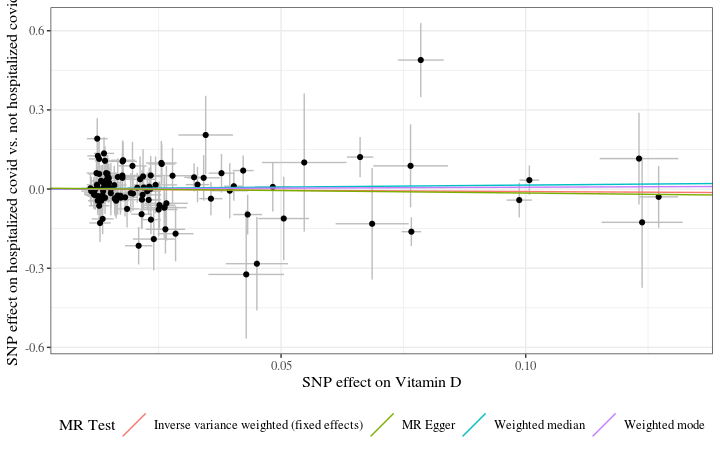 SNP effect on hospitalized covid vs. not hospitalized covid
0.6
0.3
0.0
-0.3
-0.6
0.05
0.10
SNP effect on Vitamin D
MR Test
Inverse variance weighted (fixed effects)
MR Egger
Weighted median
Weighted mode